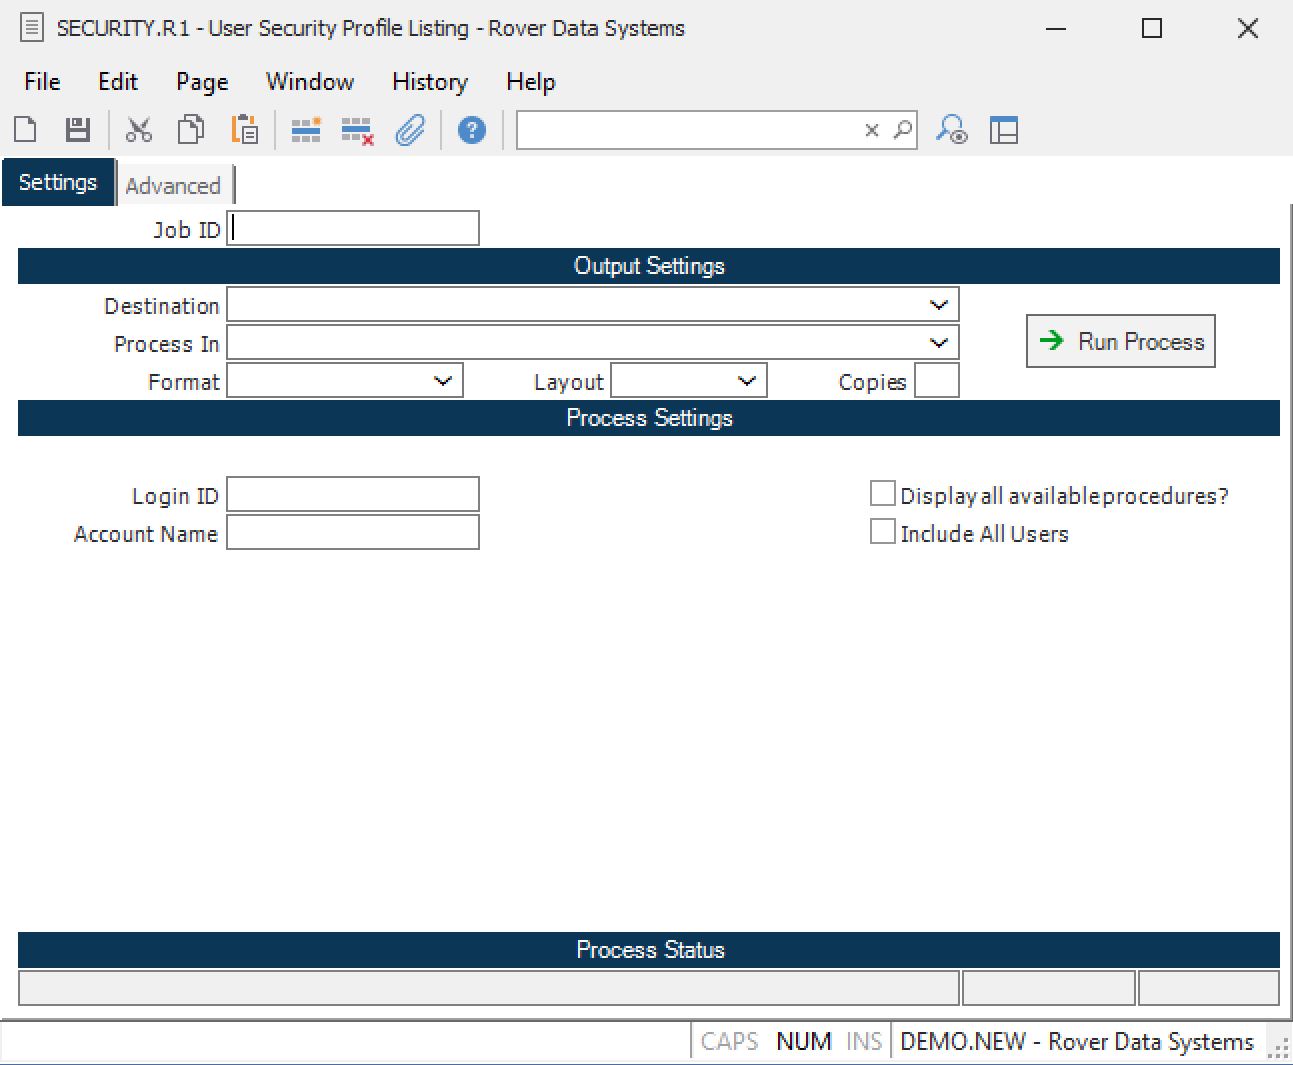 SECURITY.R1 - User Security Profile Listing - Rover Data Systems
File Edit Page Window History Help
Settings Advanced
Job ID
Output Settings
Destination
Process In
Run Process
Format Layout Copies
Process Settings
Login ID Display all available procedures?
Account Name Include All Users
Process Status
CAPS NUM INS DEMO.NEW - Rover Data Systems